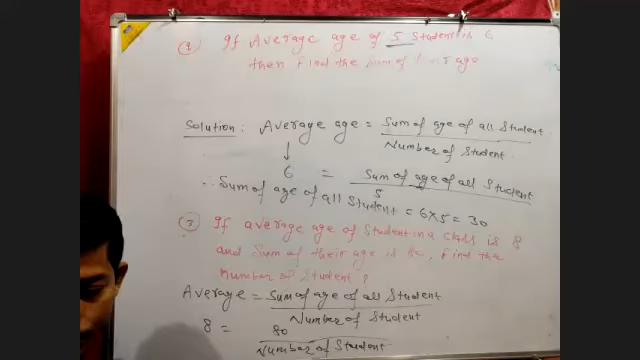 ② If Average age of 5 Student is 6
then find the sum of their age
Solution: Average age = Sum of age of all Student
Number of Student
↓
6 = Sum of age of all Student
5
∴ Sum of age of all Student = 6×5 = 30
③ If average age of Student in a class is 8
and Sum of their age is 80, Find the
number of Student?
Average = Sum of age of all Student
Number of Student
8 = 80
Number of Student